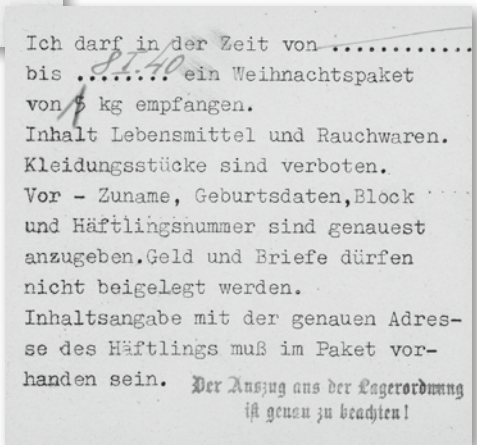 Ich darf in der Zeit von .............
bis ........ 8I.40 ein Weihnachtspaket
von 1 kg empfangen.
Inhalt Lebensmittel und Rauchwaren.
Kleidungsstücke sind verboten.
Vor - Zuname, Geburtsdaten,Block
und Häftlingsnummer sind genauest
anzugeben.Geld und Briefe dürfen
nicht beigelegt werden.
Inhaltsangabe mit der genauen Adres-
se des Häftlings muß im Paket vor-
handen sein.
Der Auszug aus der Lagerordnung
ist genau zu beachten!